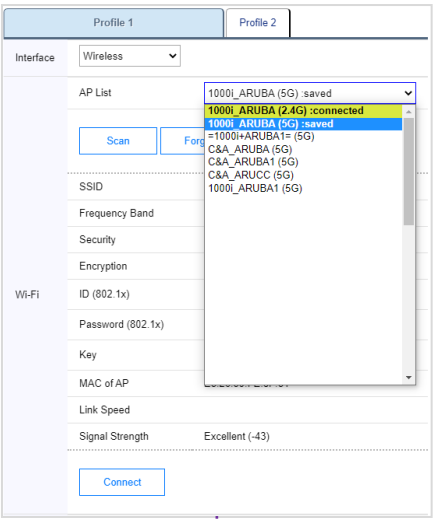 Profile 1
Profile 2
Interface
Wireless
AP List
1000i_ARUBA (5G) :saved
1000i_ARUBA (2.4G) :connected
1000i_ARUBA (5G) :saved
=1000i+ARUBA1= (5G)
C&A_ARUBA (5G)
C&A_ARUBA1 (5G)
C&A_ARUCC (5G)
1000i_ARUBA1 (5G)
Scan
SSID
Frequency Band
Security
Encryption
Wi-Fi
ID (802.1x)
Password (802.1x)
Key
MAC of AP
Link Speed
Signal Strength
Excellent (-43)
Connect